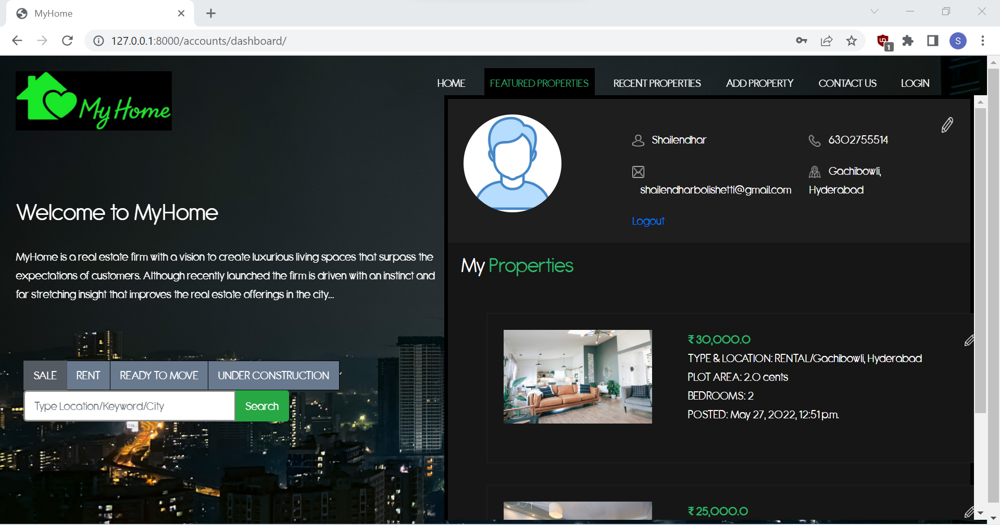 MyHome
127.0.0.1:8000/accounts/dashboard/
1
S
My Home
HOME
FEATURED PROPERTIES
RECENT PROPERTIES
ADD PROPERTY
CONTACT US
LOGIN
Welcome to MyHome
MyHome is a real estate firm with a vision to create luxurious living spaces that surpass the
expectations of customers. Although recently launched the firm is driven with an instinct and
far stretching insight that improves the real estate offerings in the city...
SALE
RENT
READY TO MOVE
UNDER CONSTRUCTION
Type Location/Keyword/City
Search
Shailendhar
6302755514
shailendharbolishetti@gmail.com
Gachibowli,
Hyderabad
Logout
My Properties
₹ 30,000.0
TYPE & LOCATION: RENTAL/Gachibowli, Hyderabad
PLOT AREA: 2.0 cents
BEDROOMS: 2
POSTED: May 27, 2022, 12:51 p.m.
₹ 25,000.0